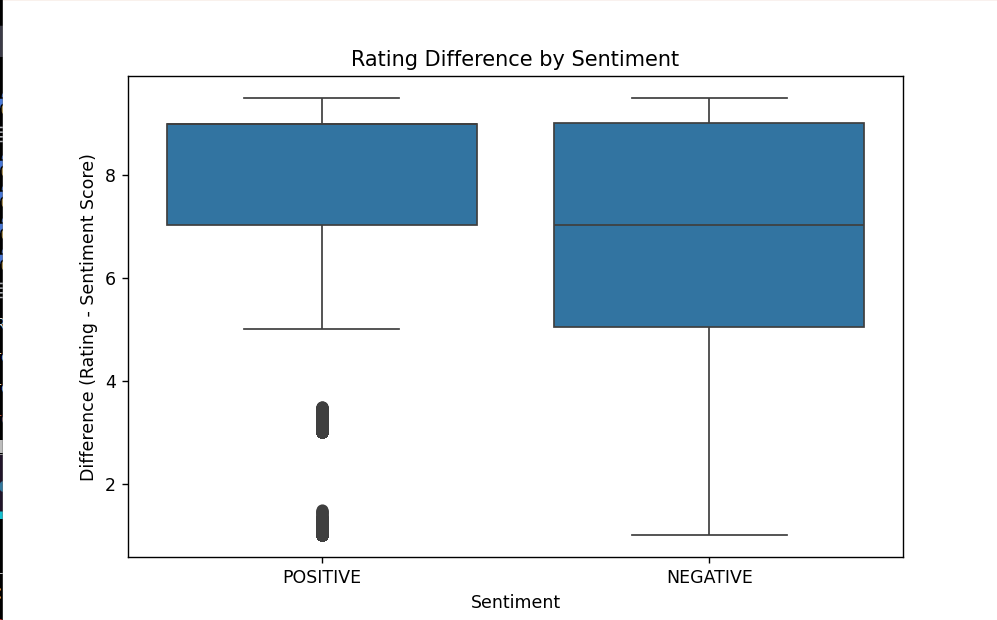 Rating Difference by Sentiment
Difference (Rating - Sentiment Score)
8
6
4
2
POSITIVE
NEGATIVE
Sentiment